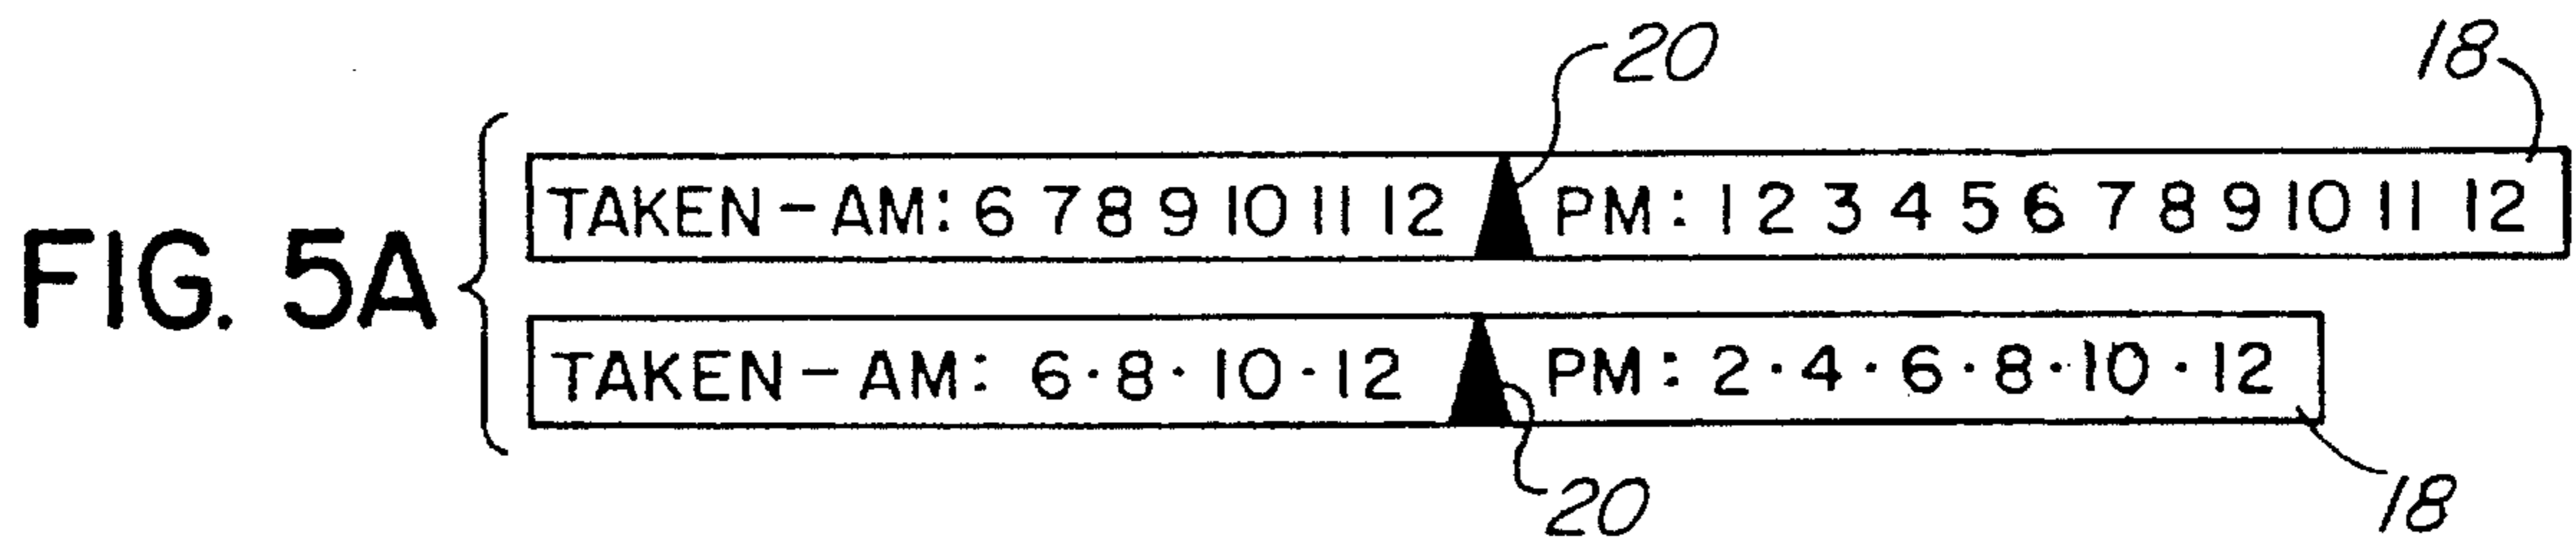 20 18
TAKEN-AM: 6 7 8 9 10 11 12 PM: 1 2 3 4 5 6 7 8 9 10 11 12
FIG. 5A
TAKEN-AM: 6·8·10·12 PM: 2·4·6·8·10·12
20 18